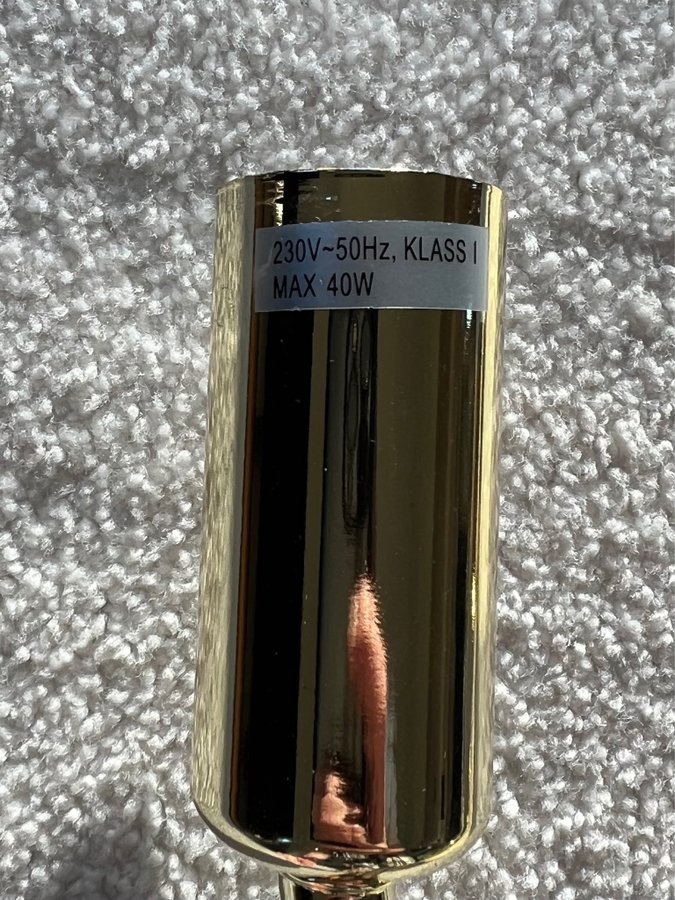 230V~50Hz, KLASS I
MAX 40W